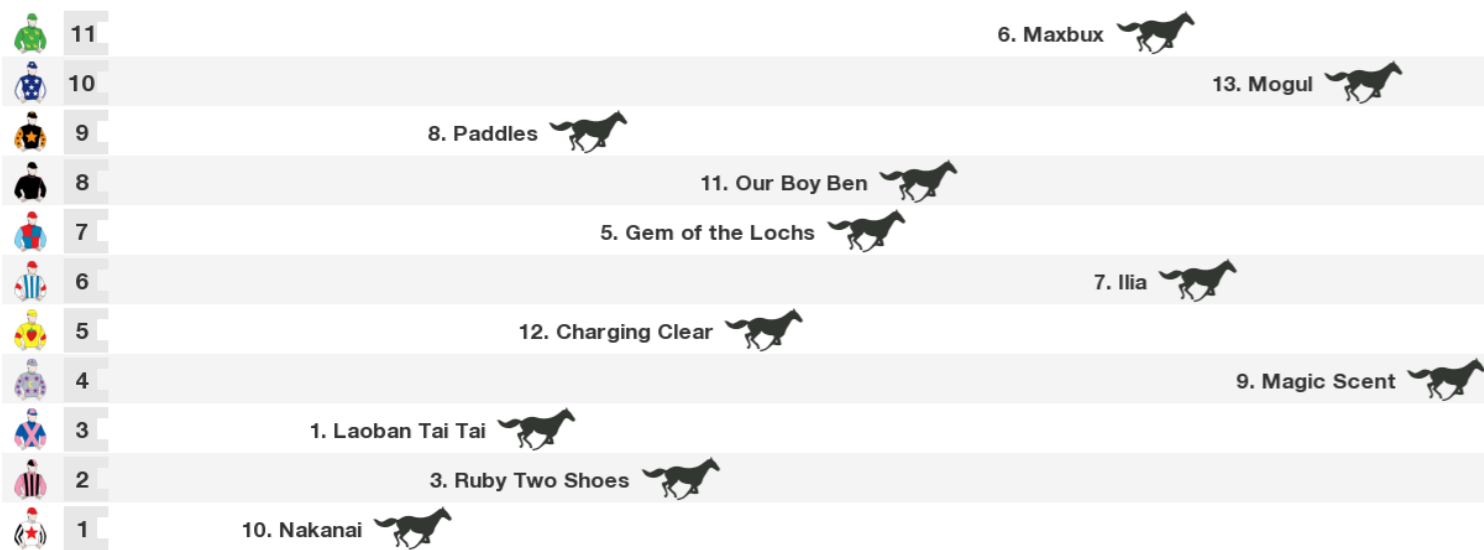 11 6. Maxbux
10 13. Mogul
9 8. Paddles
8 11. Our Boy Ben
7 5. Gem of the Lochs
6 7. Ilia
5 12. Charging Clear
4 9. Magic Scent
3 1. Laoban Tai Tai
2 3. Ruby Two Shoes
1 10. Nakanai